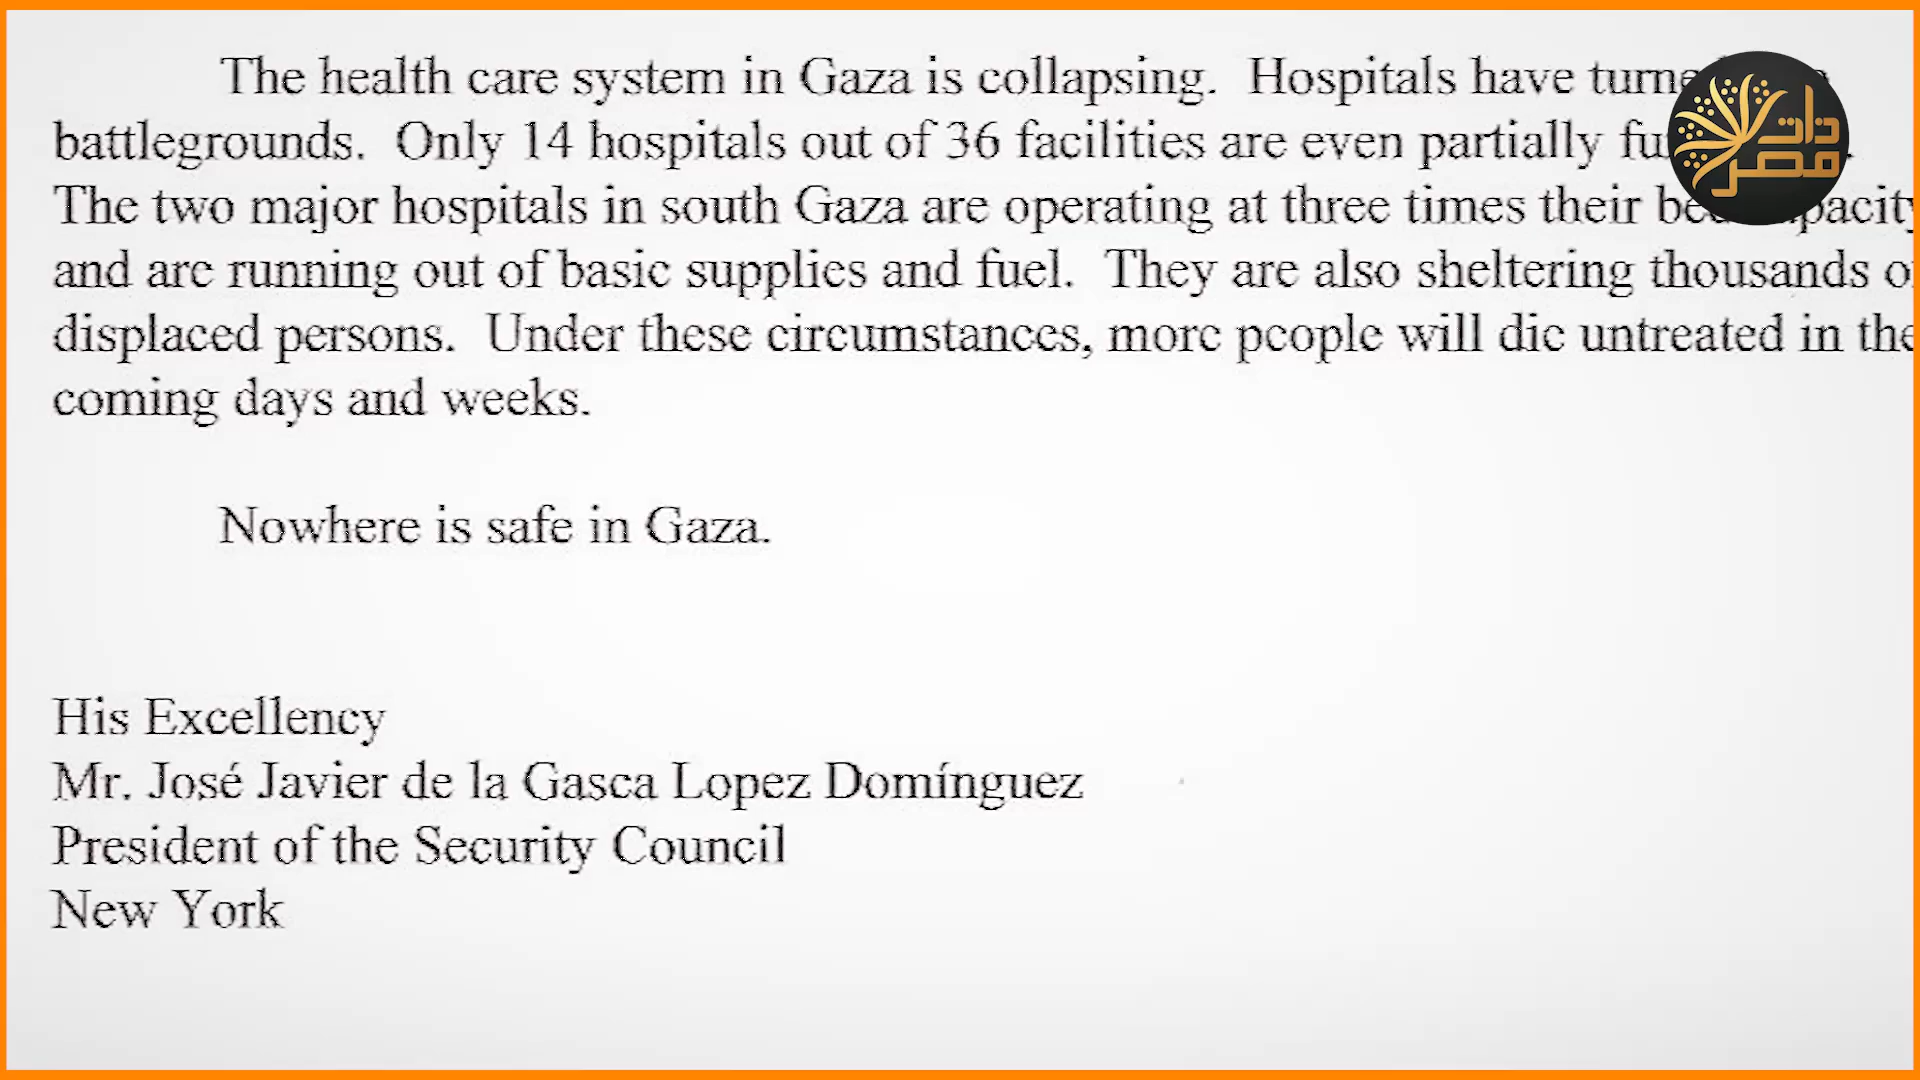 The health care system in Gaza is collapsing. Hospitals have
battlegrounds. Only 14 hospitals out of 36 facilities are even partially
The two major hospitals in south Gaza are operating at three times their
and are running out of basic supplies and fuel. They are also sheltering thousands
displaced persons. Under these circumstances, more people will die untreated in the
coming days and weeks.
Nowhere is safe in Gaza.
His Excellency
Mr. José Javier de la Gasca Lopez Domínguez
President of the Security Council
New York
ذات
مصر